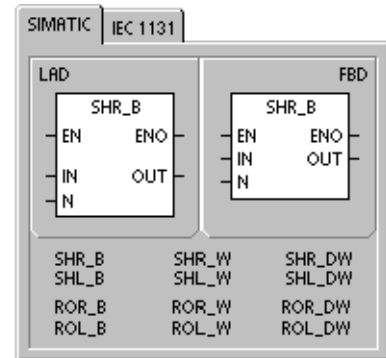 SIMATIC IEC 1131
LAD FBD
SHR_B SHR_B
EN ENO EN ENO
IN OUT IN OUT
N N
SHR_B SHR_W SHR_DW
SHL_B SHL_W SHL_DW
ROR_B ROR_W ROR_DW
ROL_B ROL_W ROL_DW